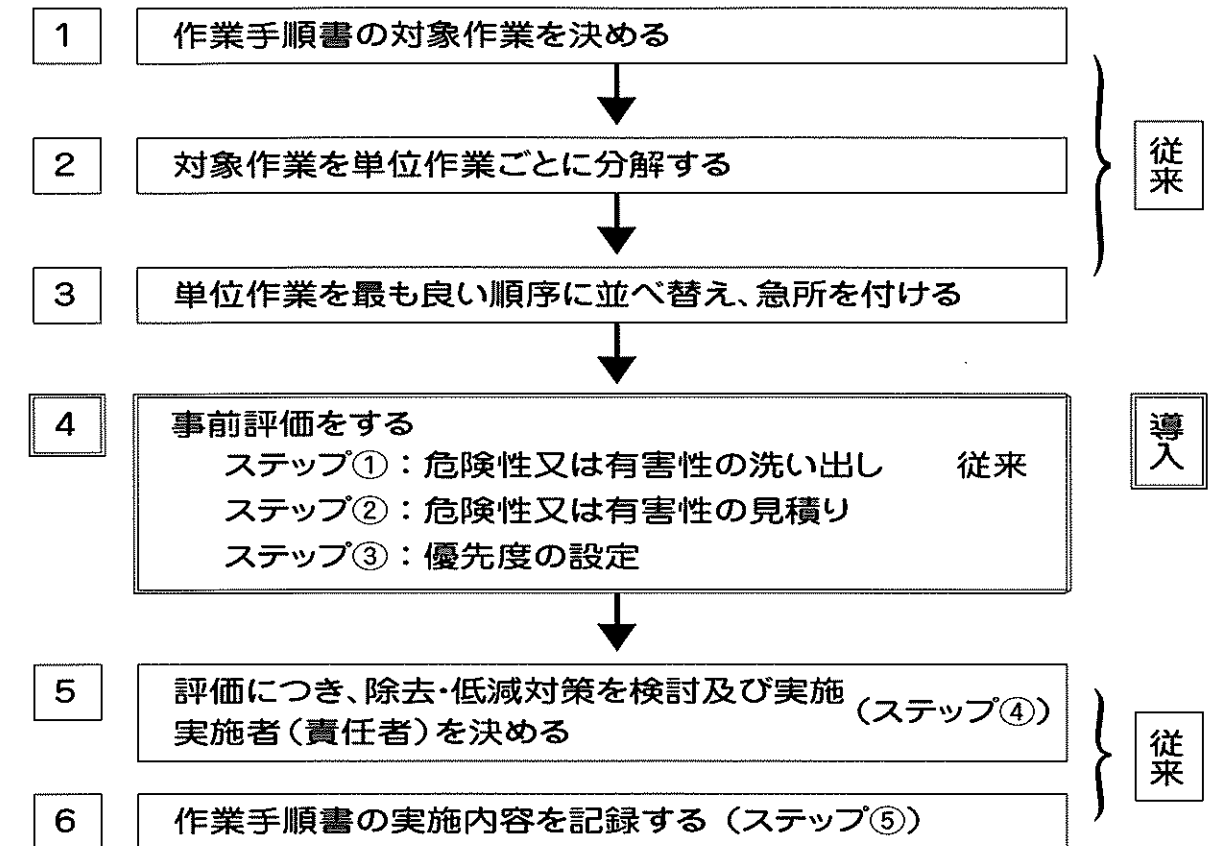 1 作業手順書の対象作業を決める
2 対象作業を単位作業ごとに分解する
従来
3 単位作業を最も良い順序に並べ替え、急所を付ける
4 事前評価をする
導入
ステップ①：危険性又は有害性の洗い出し 従来
ステップ②：危険性又は有害性の見積り
ステップ③：優先度の設定
5 評価につき、除去・低減対策を検討及び実施
実施者（責任者）を決める
（ステップ④）
従来
6 作業手順書の実施内容を記録する（ステップ⑤）